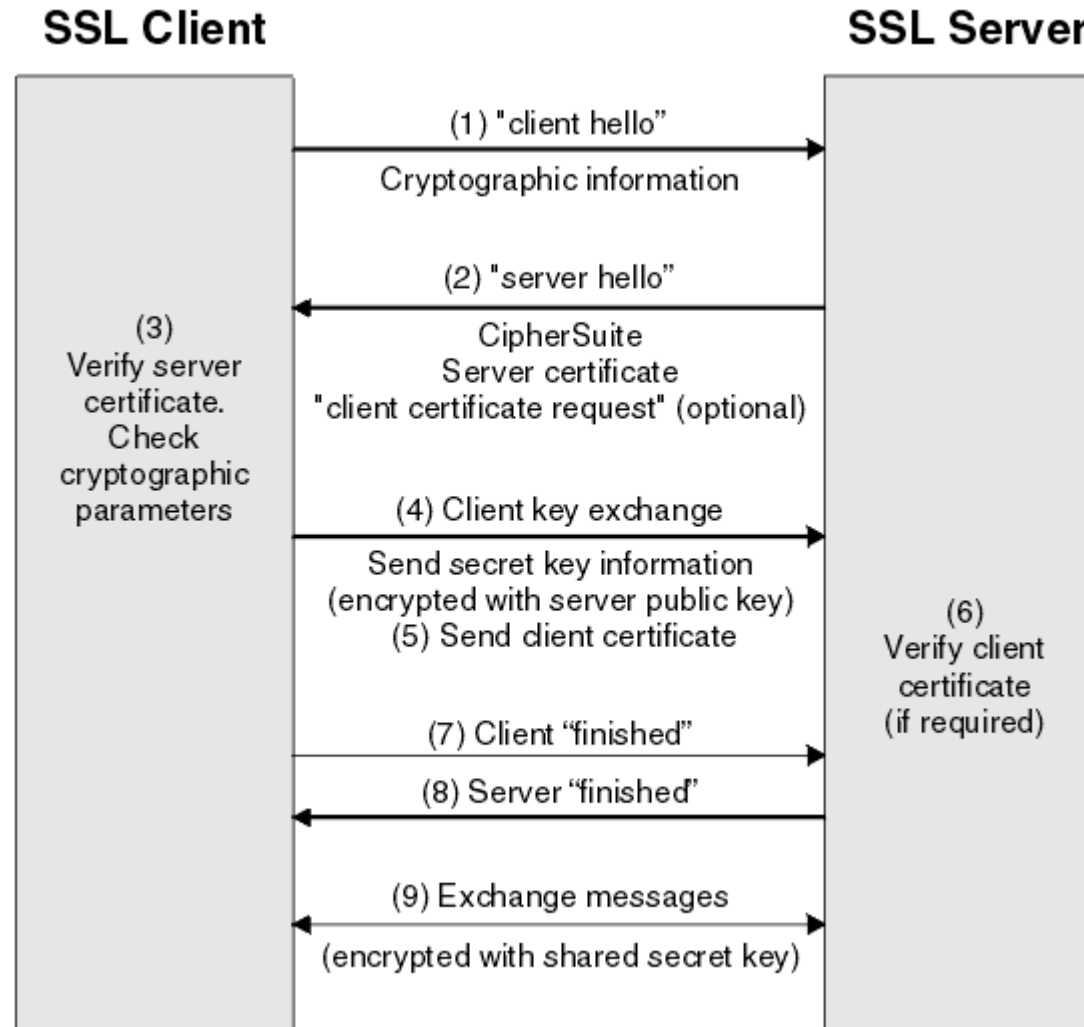 SSL Client
SSL Server
(1) "client hello”
Cryptographic information
(2) "server hello”
CipherSuite
Server certificate
"client certificate request" (optional)
(3)
Verify server
certificate.
Check
cryptographic
parameters
(4) Client key exchange
Send secret key information
(encrypted with server public key)
(5) Send client certificate
(6)
Verify client
certificate
(if required)
(7) Client “finished”
(8) Server “finished”
(9) Exchange messages
(encrypted with shared secret key)